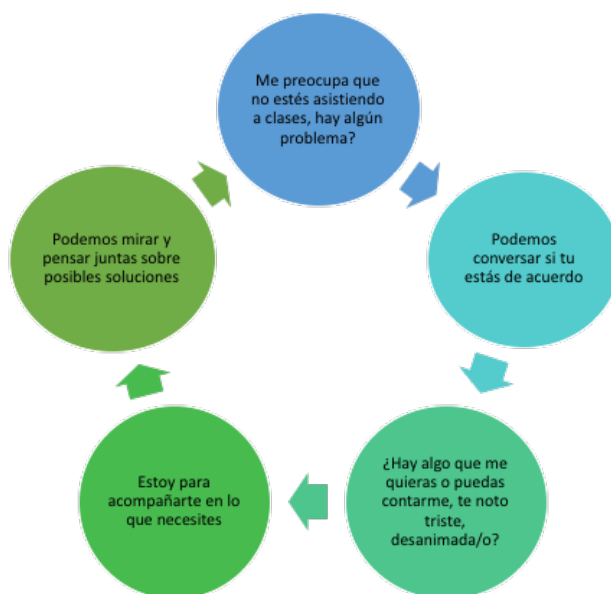 Me preocupa que
no estés asistiendo
a clases, hay algún
problema?
Podemos
conversar si tu
estás de acuerdo
¿Hay algo que me
quieras o puedas
contarme, te noto
triste,
desanimada/o?
Estoy para
acompañarte en lo
que necesites
Podemos mirar y
pensar juntas sobre
posibles soluciones